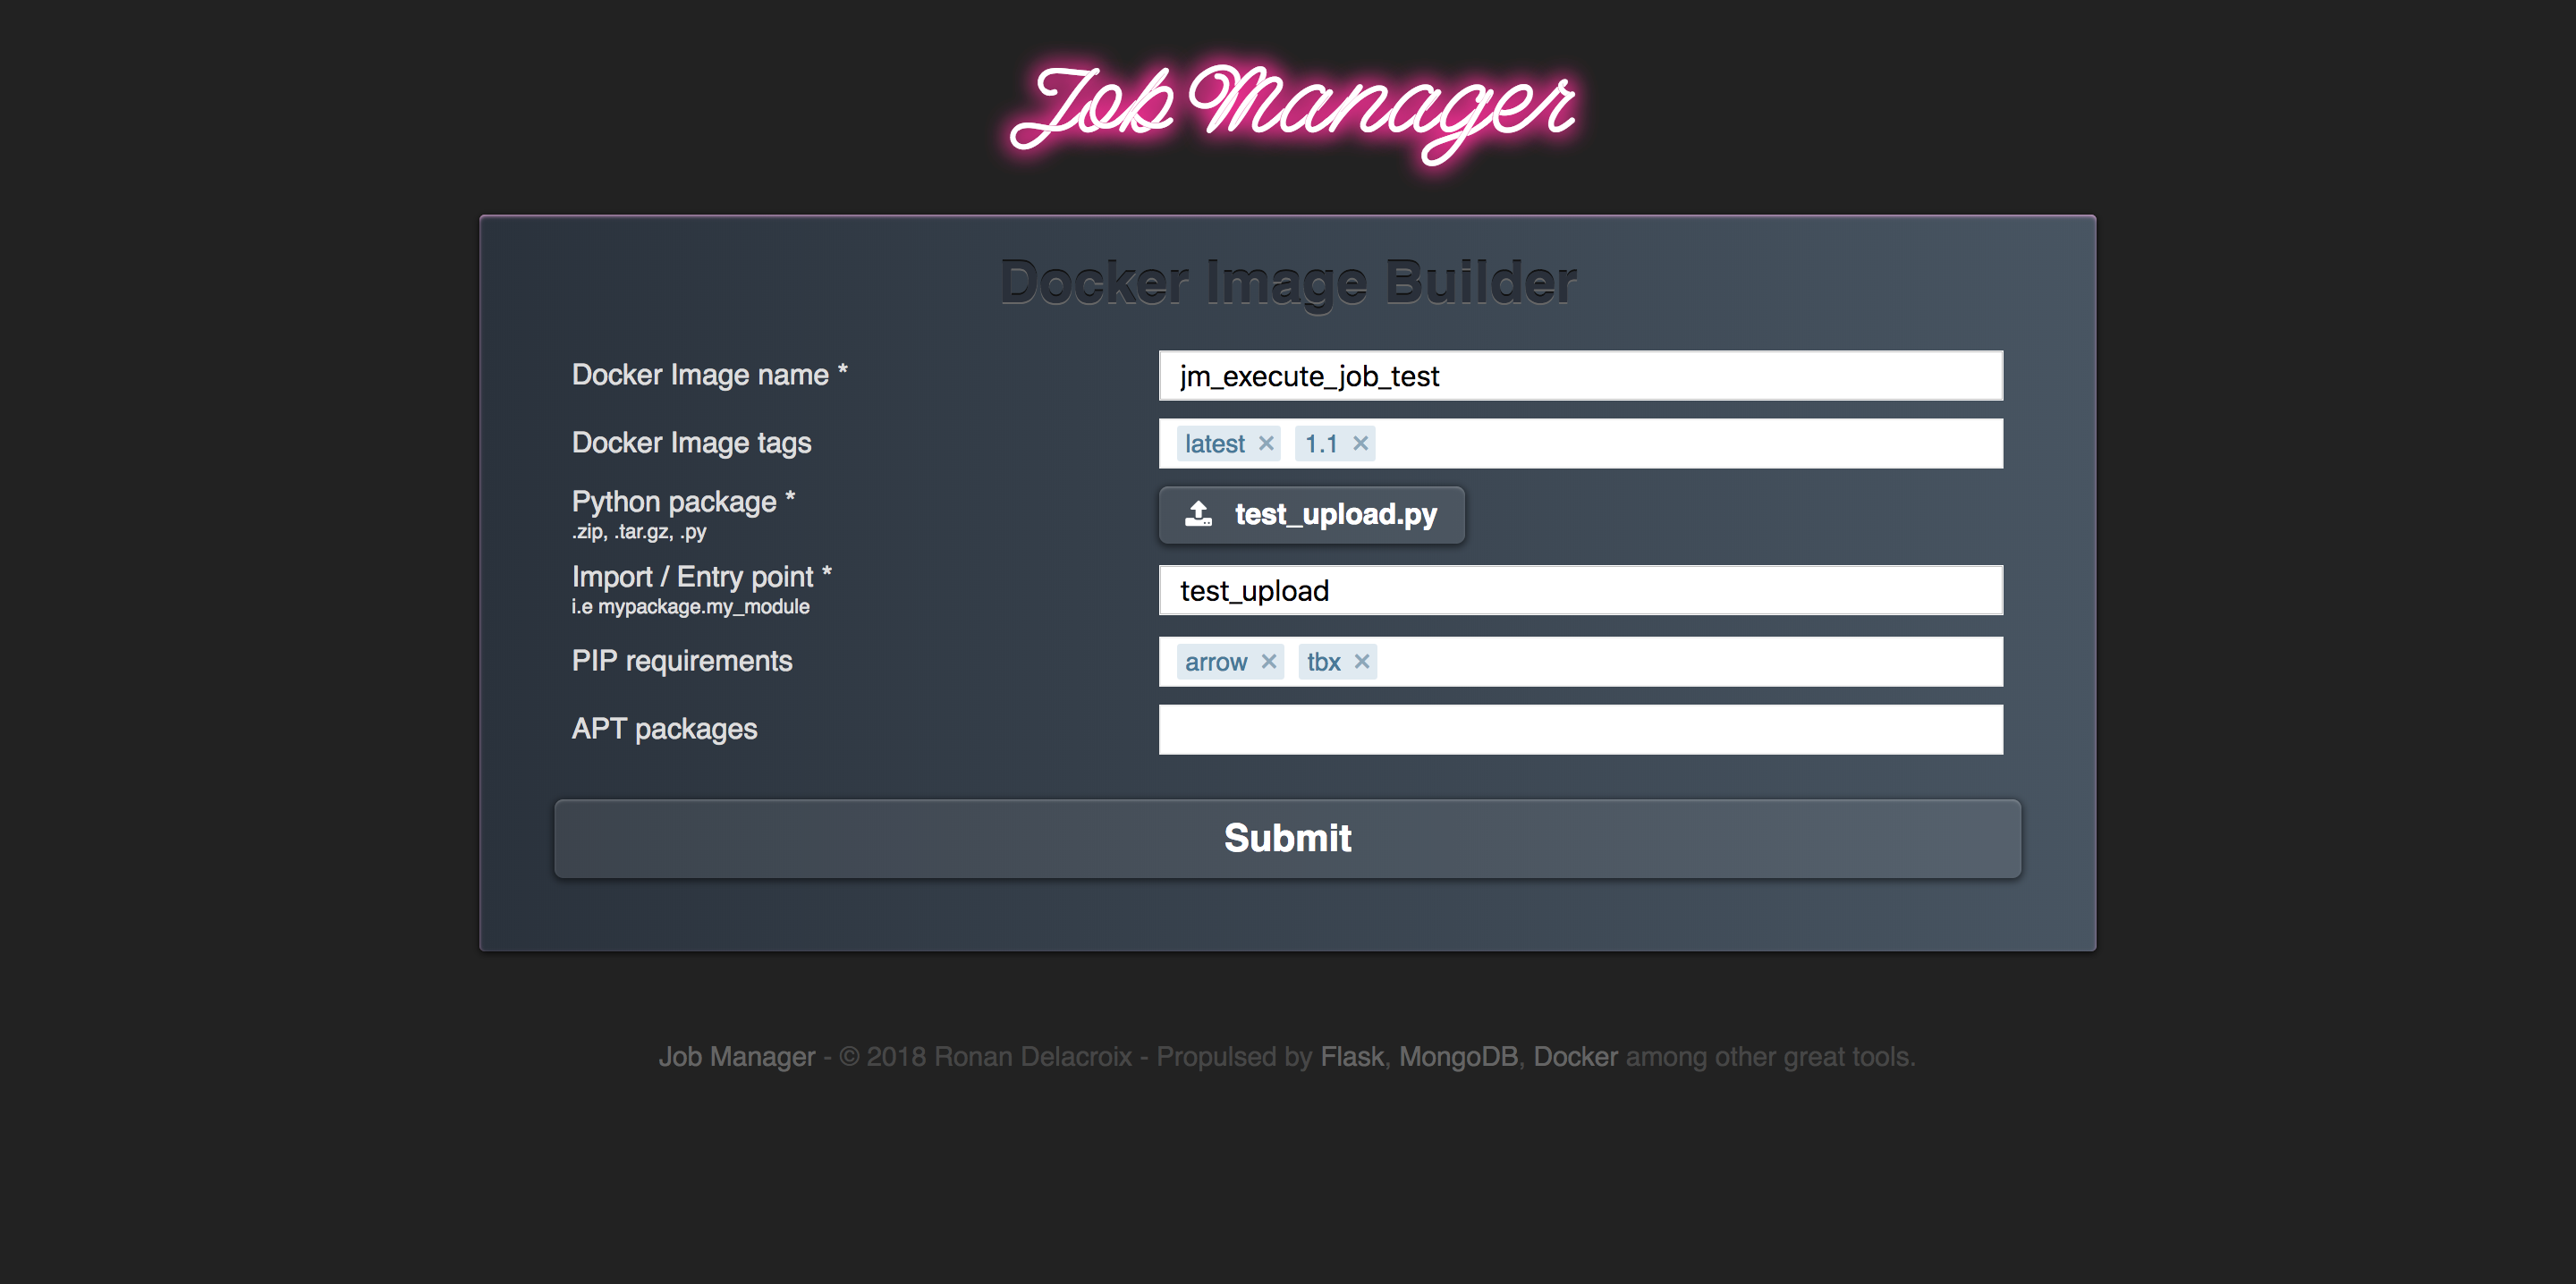 Job Manager
Docker Image Builder
Docker Image name * jm_execute_job_test
Docker Image tags latest × 1.1 ×
Python package * test_upload.py
.zip, .tar.gz, .py
Import / Entry point * test_upload
i.e mypackage.my_module
PIP requirements arrow × tbx ×
APT packages
Submit
Job Manager - © 2018 Ronan Delacroix - Propulsed by Flask, MongoDB, Docker among other great tools.